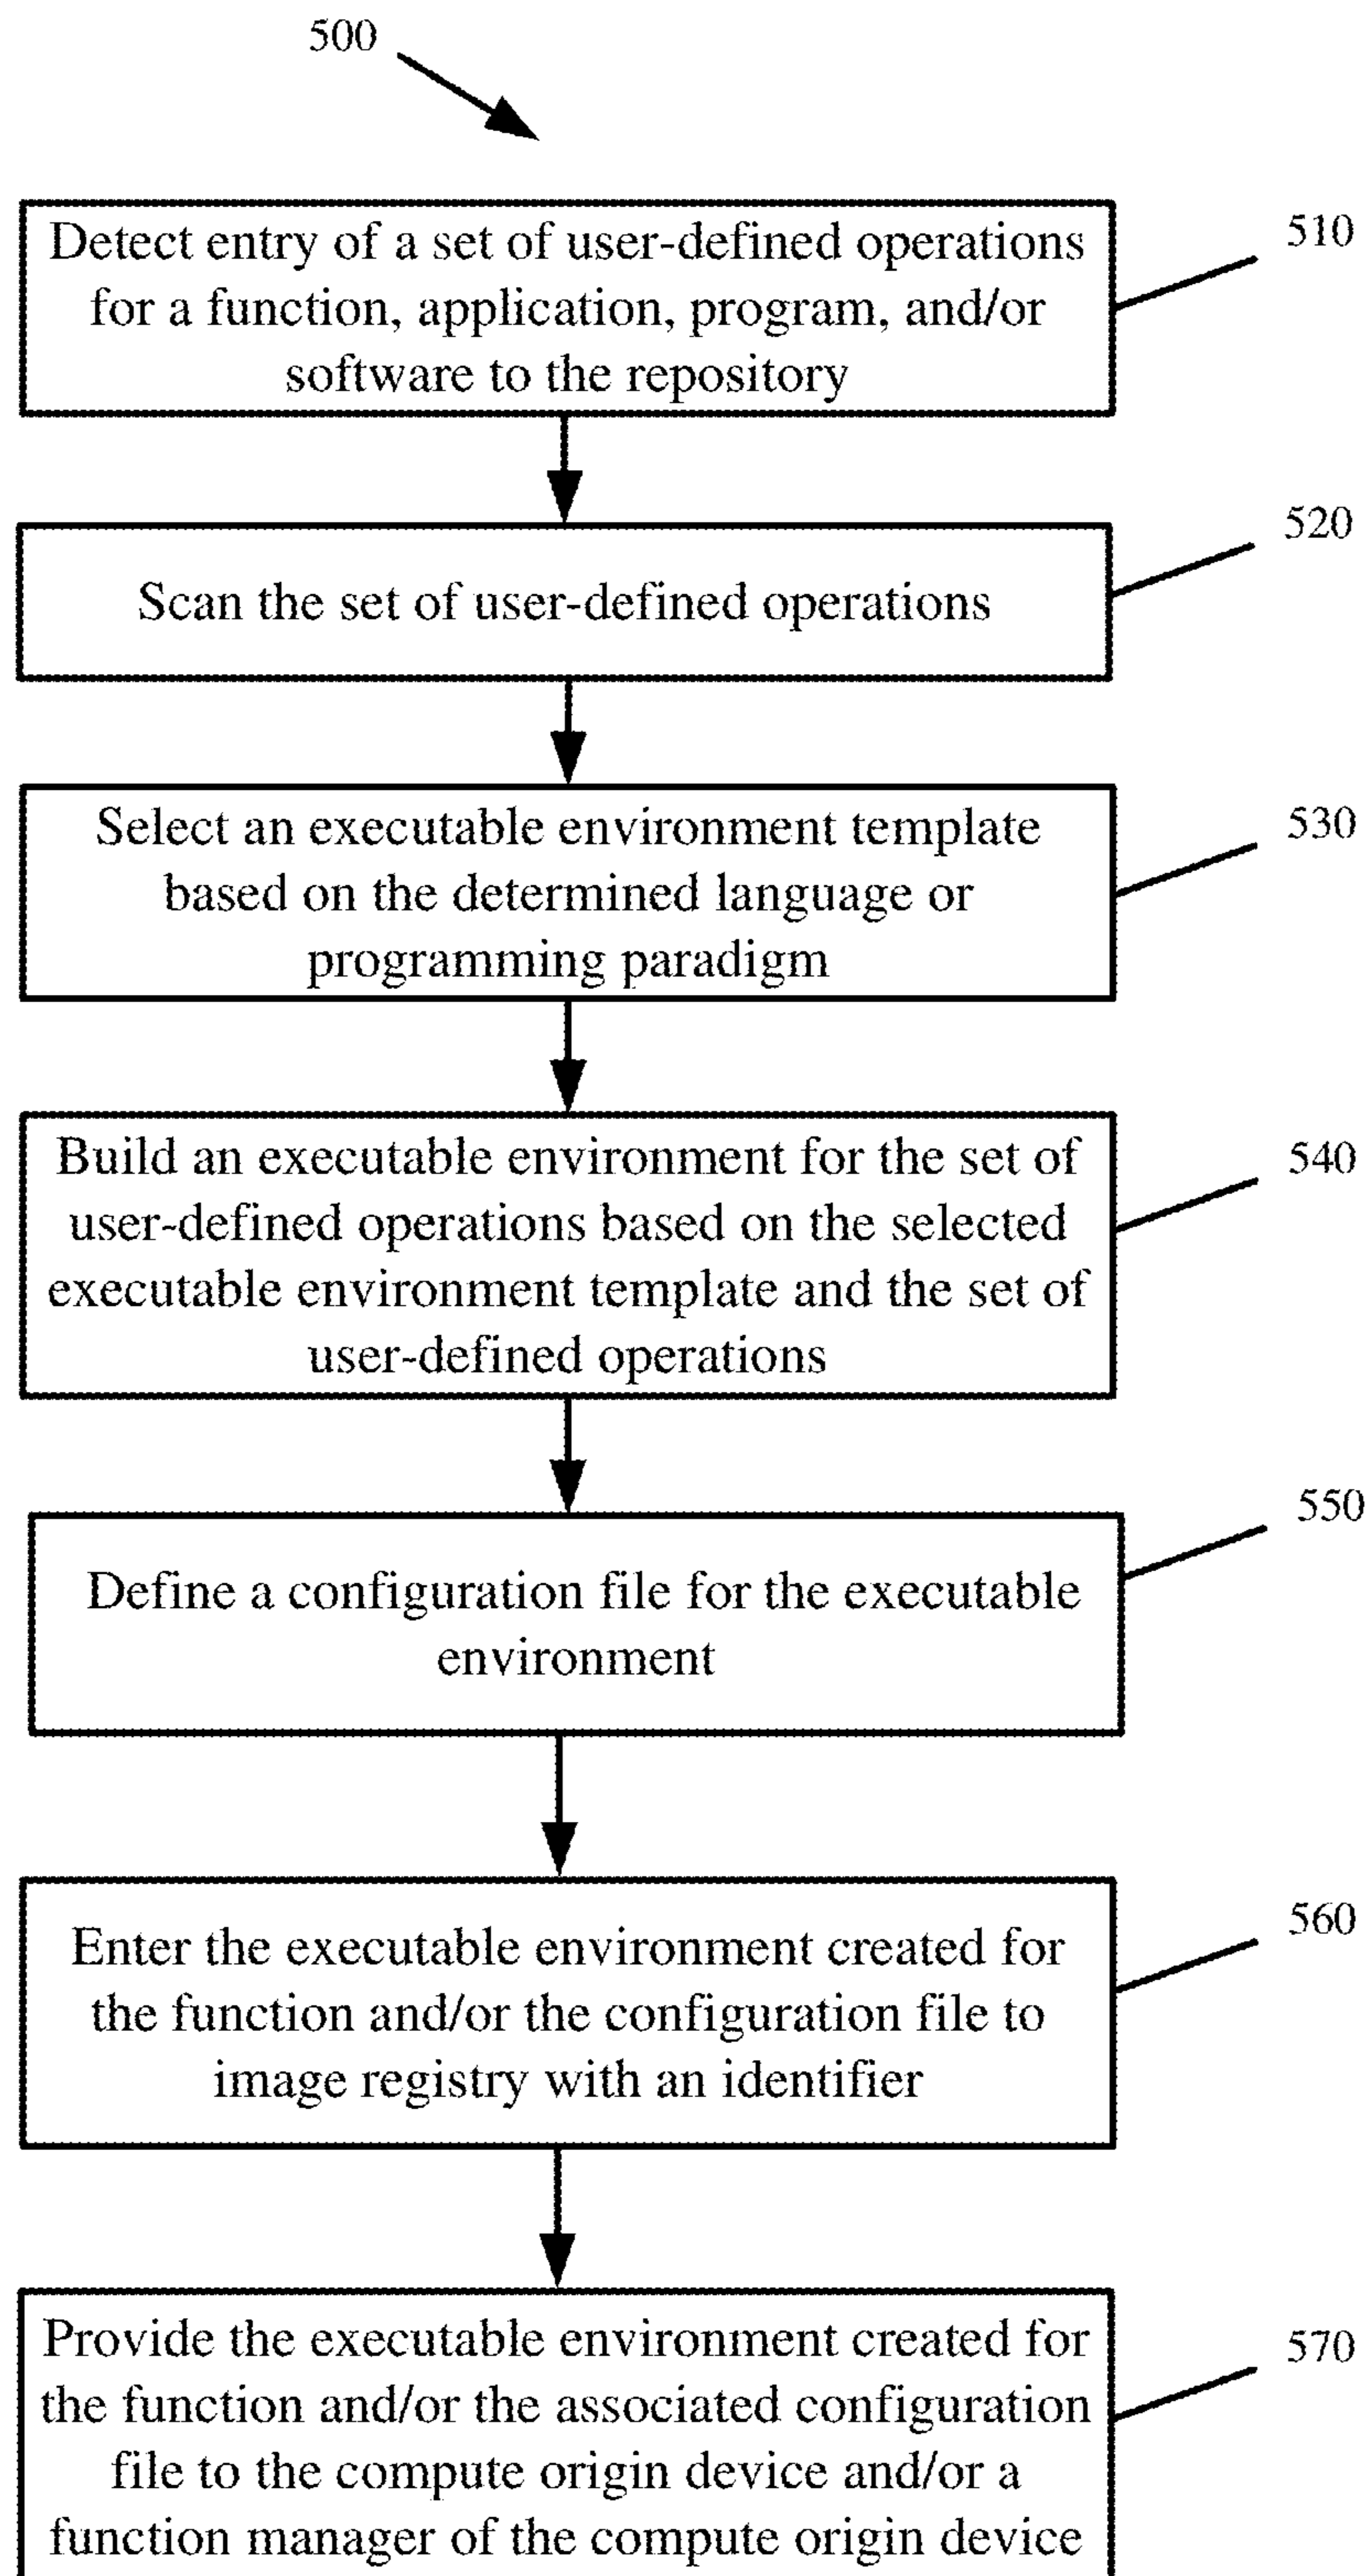 500
Detect entry of a set of user-defined operations
for a function, application, program, and/or
software to the repository
510
Scan the set of user-defined operations
520
Select an executable environment template
based on the determined language or
programming paradigm
530
Build an executable environment for the set of
user-defined operations based on the selected
executable environment template and the set of
user-defined operations
540
Define a configuration file for the executable
environment
550
Enter the executable environment created for
the function and/or the configuration file to
image registry with an identifier
560
Provide the executable environment created for
the function and/or the associated configuration
file to the compute origin device and/or a
function manager of the compute origin device
570